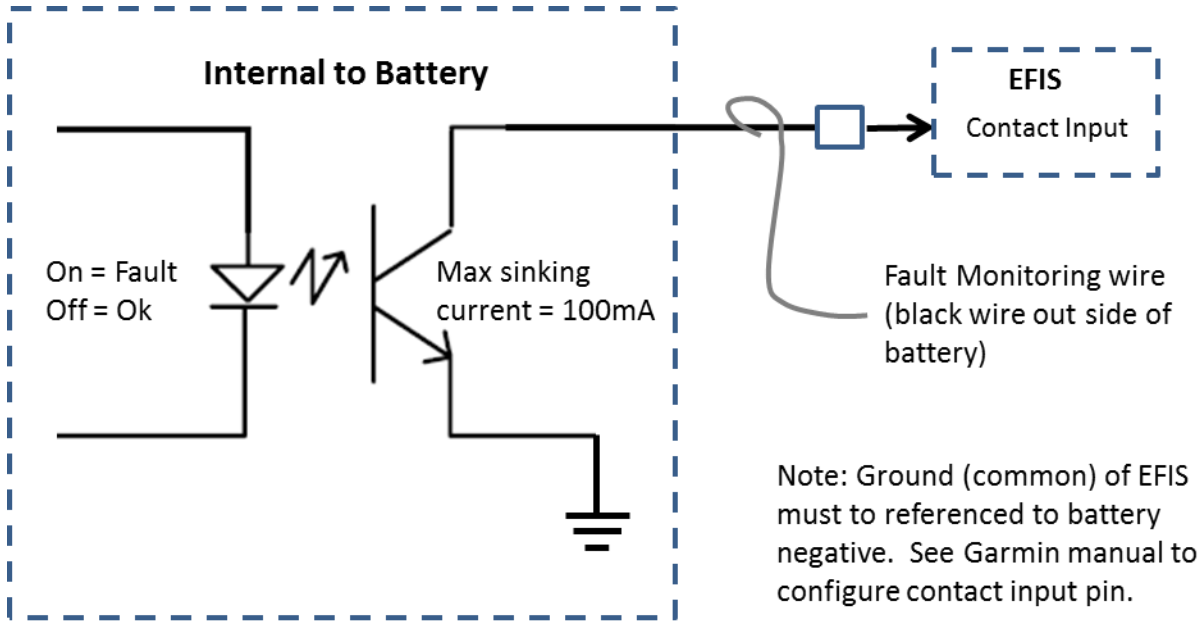 Internal to Battery
EFIS
Contact Input
On = Fault
Off = Ok
Max sinking
current = 100mA
Fault Monitoring wire
(black wire out side of
battery)
Note: Ground (common) of EFIS
must to referenced to battery
negative.  See Garmin manual to
configure contact input pin.